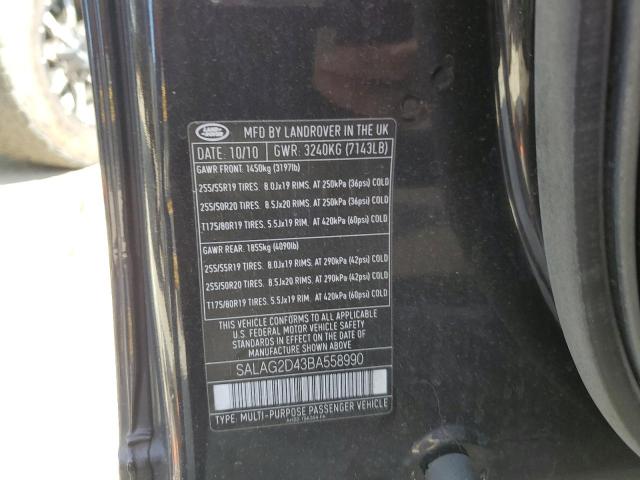 LAND ROVER
MFD BY LANDROVER IN THE UK
DATE: 10/10 GWR. 3240KG (7143LB)
GAWR FRONT: 1450kg (3197lb)
255/55R19 TIRES. 8.0Jx19 RIMS. AT 250kPa (36psi) COLD
255/50R20 TIRES. 8.5Jx20 RIMS. AT 250kPa (36psi) COLD
T175/80R19 TIRES. 5.5Jx19 RIM. AT 420kPa (60psi) COLD
GAWR REAR: 1855kg (4090lb)
255/55R19 TIRES. 8.0Jx19 RIMS. AT 290kPa (42psi) COLD
255/50R20 TIRES. 8.5Jx20 RIMS. AT 290kPa (42psi) COLD
T175/80R19 TIRES. 5.5Jx19 RIM. AT 420kPa (60psi) COLD
THIS VEHICLE CONFORMS TO ALL APPLICABLE
U.S. FEDERAL MOTOR VEHICLE SAFETY
STANDARDS IN EFFECT ON THE DATE OF
MANUFACTURE SHOWN ABOVE
SALAG2D43BA558990
TYPE: MULTI-PURPOSE PASSENGER VEHICLE